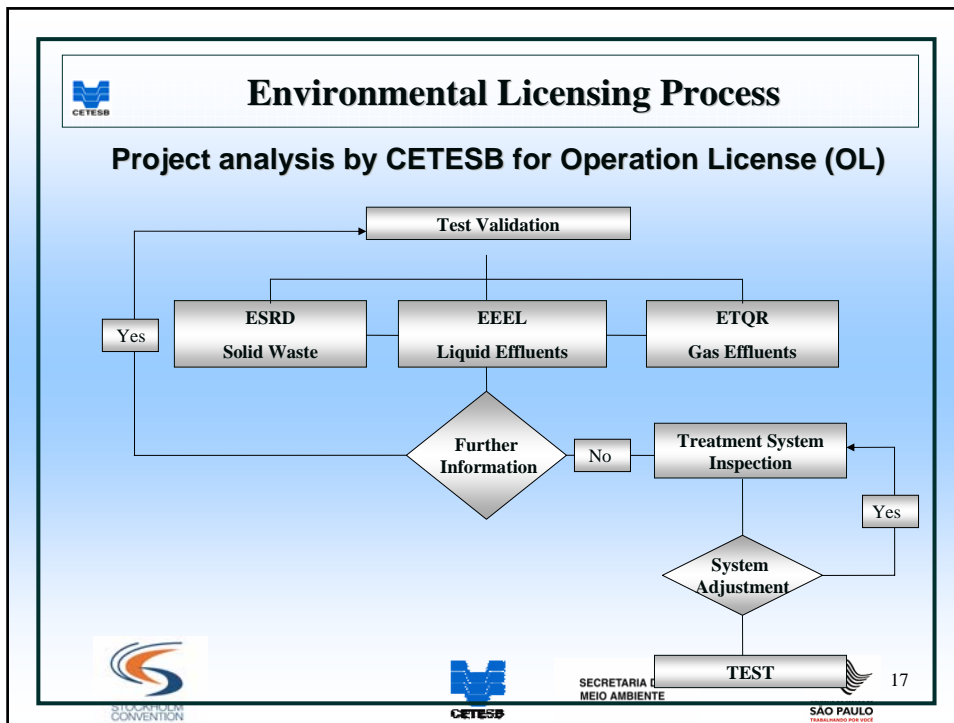 CETESB
Environmental Licensing Process
Project analysis by CETESB for Operation License (OL)
Test Validation
Yes
ESRD
Solid Waste
EEEL
Liquid Effluents
ETQR
Gas Effluents
Further
Information
No
Treatment System
Inspection
Yes
System
Adjustment
TEST
STOCKHOLM
CONVENTION
CETESB
SECRETARIA
MEIO AMBIENTE
SÃO PAULO
TRABALHANDO POR VOCÊ
17